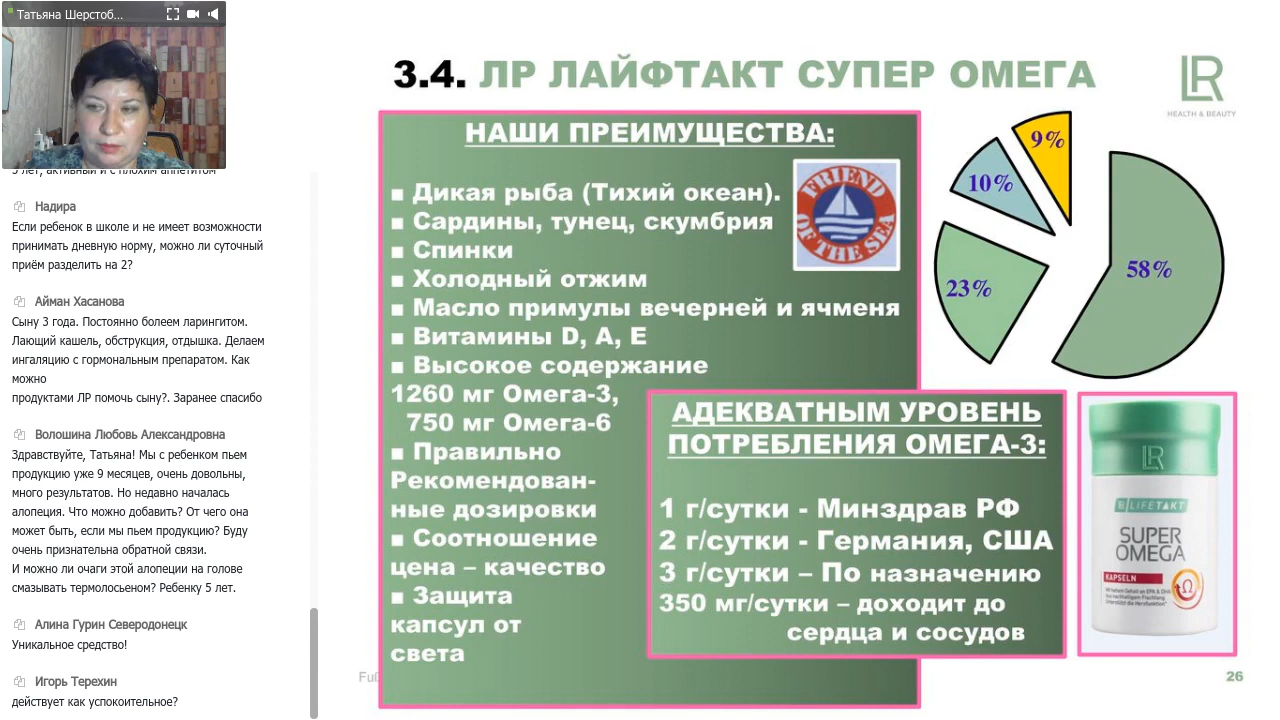 Татьяна Шерстоб...
5 лет, активный и с плохим аппетитом
Надира
Если ребенок в школе и не имеет возможности
принимать дневную норму, можно ли суточный
приём разделить на 2?
Айман Хасанова
Сыну 3 года. Постоянно болеем ларингитом.
Лающий кашель, обструкция, отдышка. Делаем
ингаляцию с гормональным препаратом. Как
можно
продуктами ЛР помочь сыну?. Заранее спасибо
Волошина Любовь Александровна
Здравствуйте, Татьяна! Мы с ребенком пьем
продукцию уже 9 месяцев, очень довольны,
много результатов. Но недавно началась
алопеция. Что можно добавить? От чего она
может быть, если мы пьем продукцию? Буду
очень признательна обратной связи.
И можно ли очаги этой алопеции на голове
смазывать термолосьеном? Ребенку 5 лет.
Алина Гурин Северодонецк
Уникальное средство!
Игорь Терехин
действует как успокоительное?
3.4. ЛР ЛАЙФТАКТ СУПЕР ОМЕГА
LR
HEALTH & BEAUTY
НАШИ ПРЕИМУЩЕСТВА:
FRIEND
OF THE SEA
▪ Дикая рыба (Тихий океан).
▪ Сардины, тунец, скумбрия
▪ Спинки
▪ Холодный отжим
▪ Масло примулы вечерней и ячменя
▪ Витамины D, A, E
▪ Высокое содержание
1260 мг Омега-3,
750 мг Омега-6
▪ Правильно
Рекомендован-
ные дозировки
▪ Соотношение
цена – качество
▪ Защита
капсул от
света
9%
10%
23%
58%
АДЕКВАТНЫМ УРОВЕНЬ
ПОТРЕБЛЕНИЯ ОМЕГА-3:
1 г/сутки - Минздрав РФ
2 г/сутки - Германия, США
3 г/сутки – По назначению
350 мг/сутки – доходит до
сердца и сосудов
LR
LIFETAKT
SUPER
OMEGA
KAPSELN
Ω
26